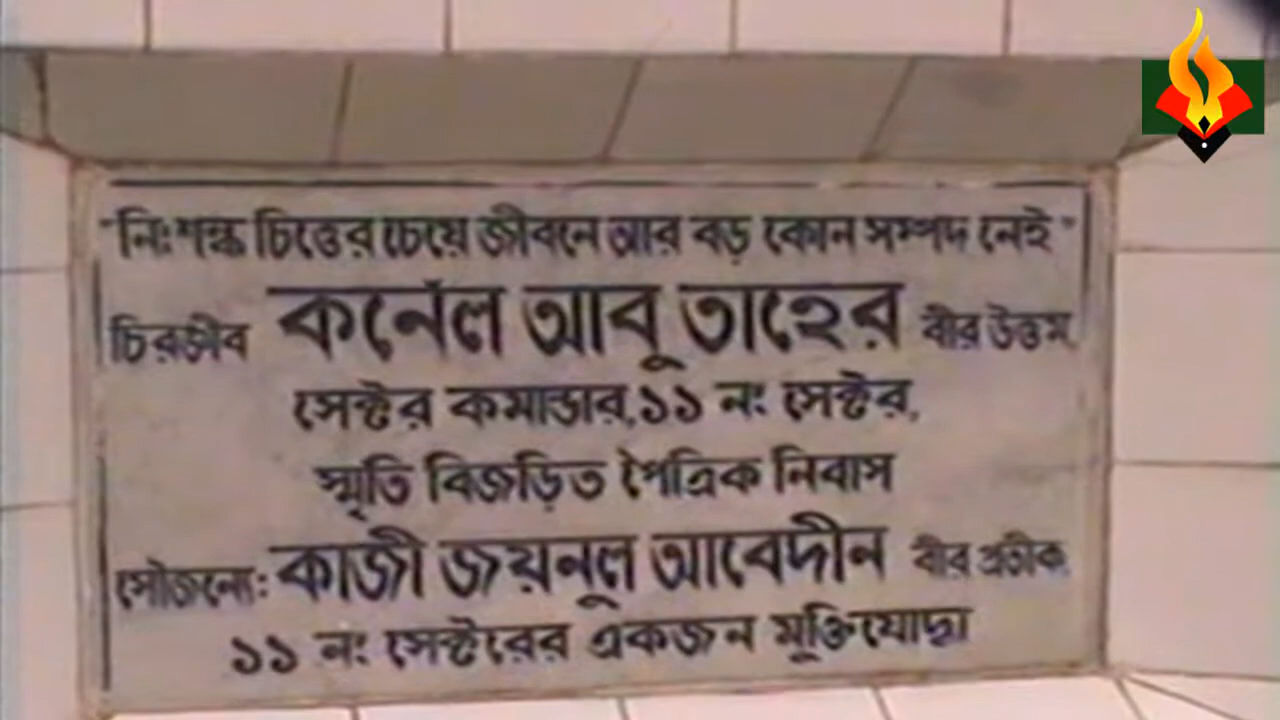 "নিঃশঙ্ক চিত্তের চেয়ে জীবনে আর বড় কোন সম্পদ নেই"
চিরঞ্জীব কর্নেল আবু তাহের বীর উত্তম,
সেক্টর কমান্ডার, ১১ নং সেক্টর,
স্মৃতি বিজড়িত পৈত্রিক নিবাস
সৌজন্যে: কাজী জয়নুল আবেদীন বীর প্রতীক
১১ নং সেক্টরের একজন মুক্তিযোদ্ধা